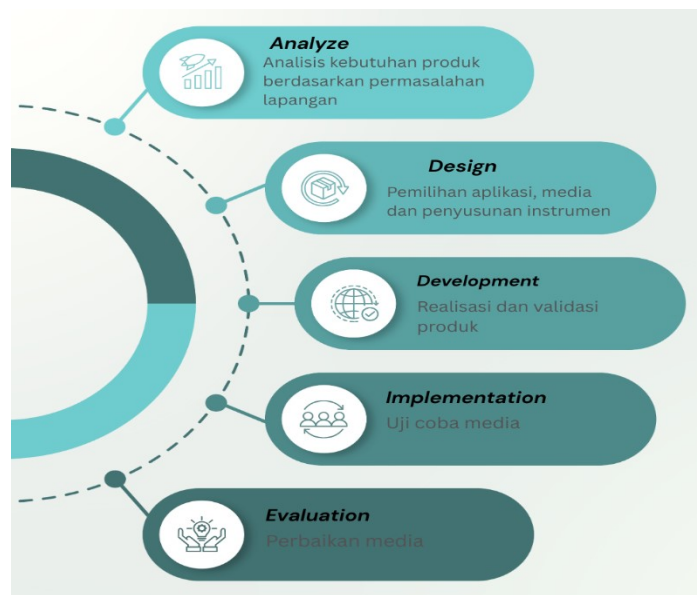 Analyze
Analisis kebutuhan produk
berdasarkan permasalahan
lapangan
Design
Pemilihan aplikasi, media
dan penyusunan instrumen
Development
Realisasi dan validasi
produk
Implementation
Uji coba media
Evaluation
Perbaikan media